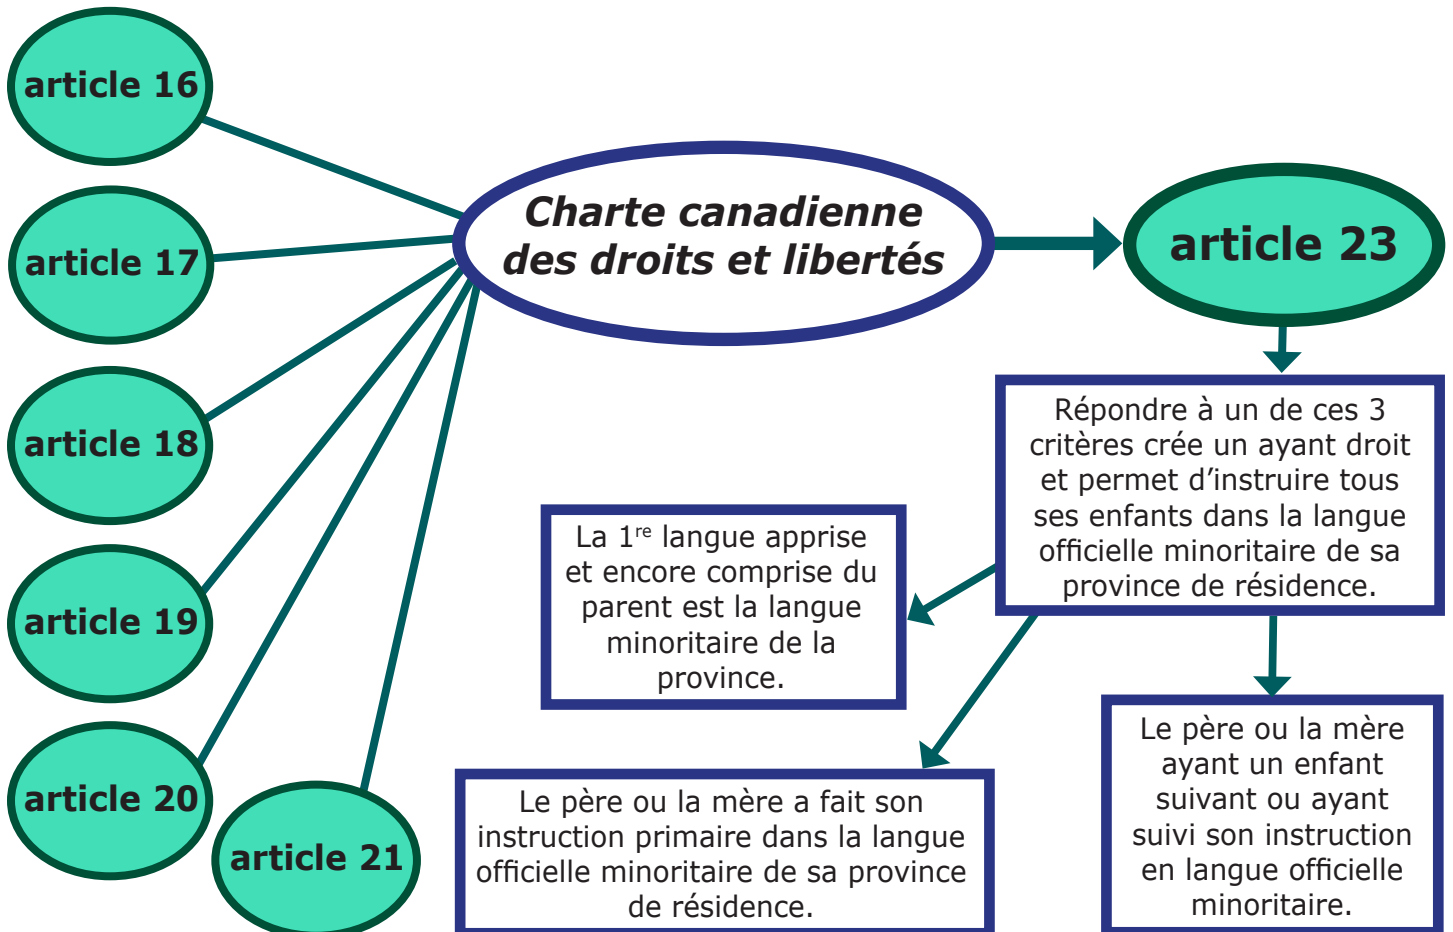 article 16
article 17
article 18
article 19
article 20
article 21
Charte canadienne
des droits et libertés
article 23
Répondre à un de ces 3
critères crée un ayant droit
et permet d’instruire tous
ses enfants dans la langue
officielle minoritaire de sa
province de résidence.
La 1re langue apprise
et encore comprise du
parent est la langue
minoritaire de la
province.
Le père ou la mère a fait son
instruction primaire dans la langue
officielle minoritaire de sa province
de résidence.
Le père ou la mère
ayant un enfant
suivant ou ayant
suivi son instruction
en langue officielle
minoritaire.